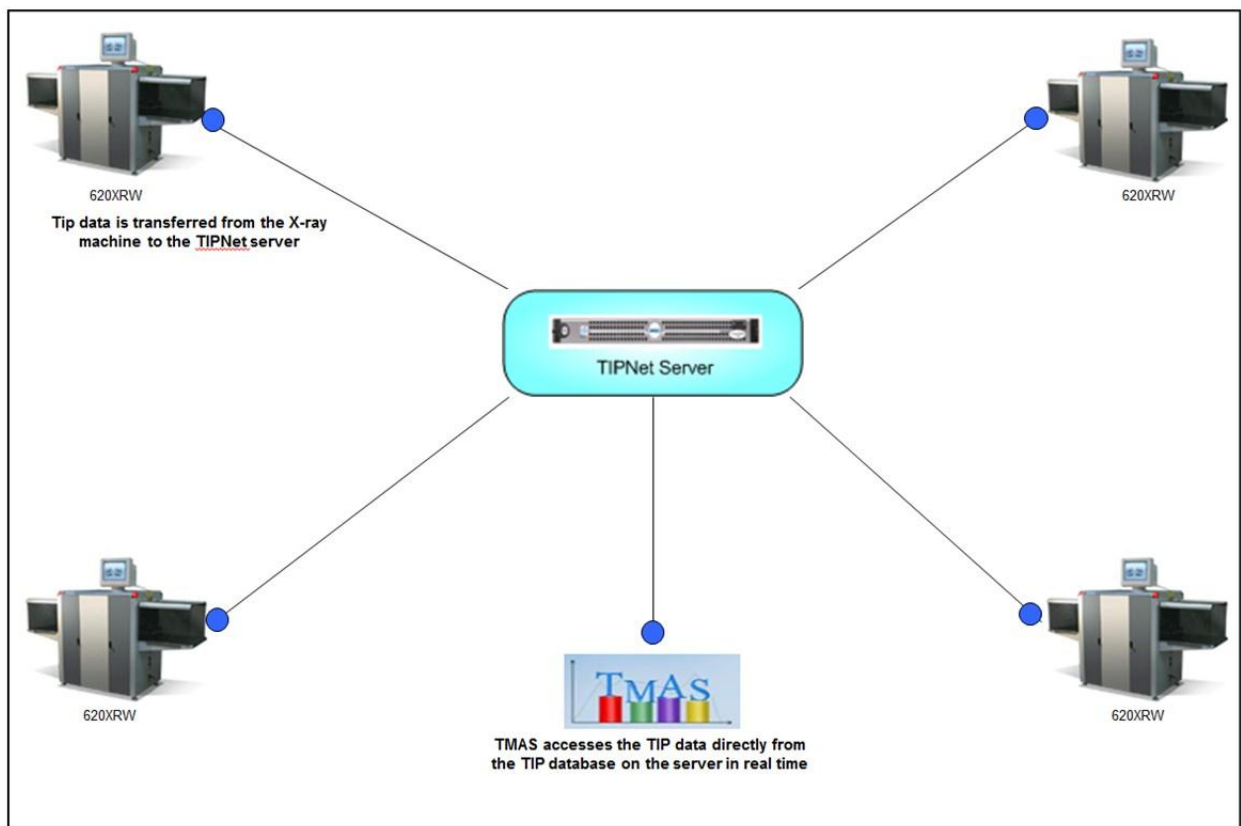 620XRW
620XRW
Tip data is transferred from the X-ray
machine to the TIPNet server
TIPNet Server
620XRW
620XRW
TMAS
TMAS accesses the TIP data directly from
the TIP database on the server in real time